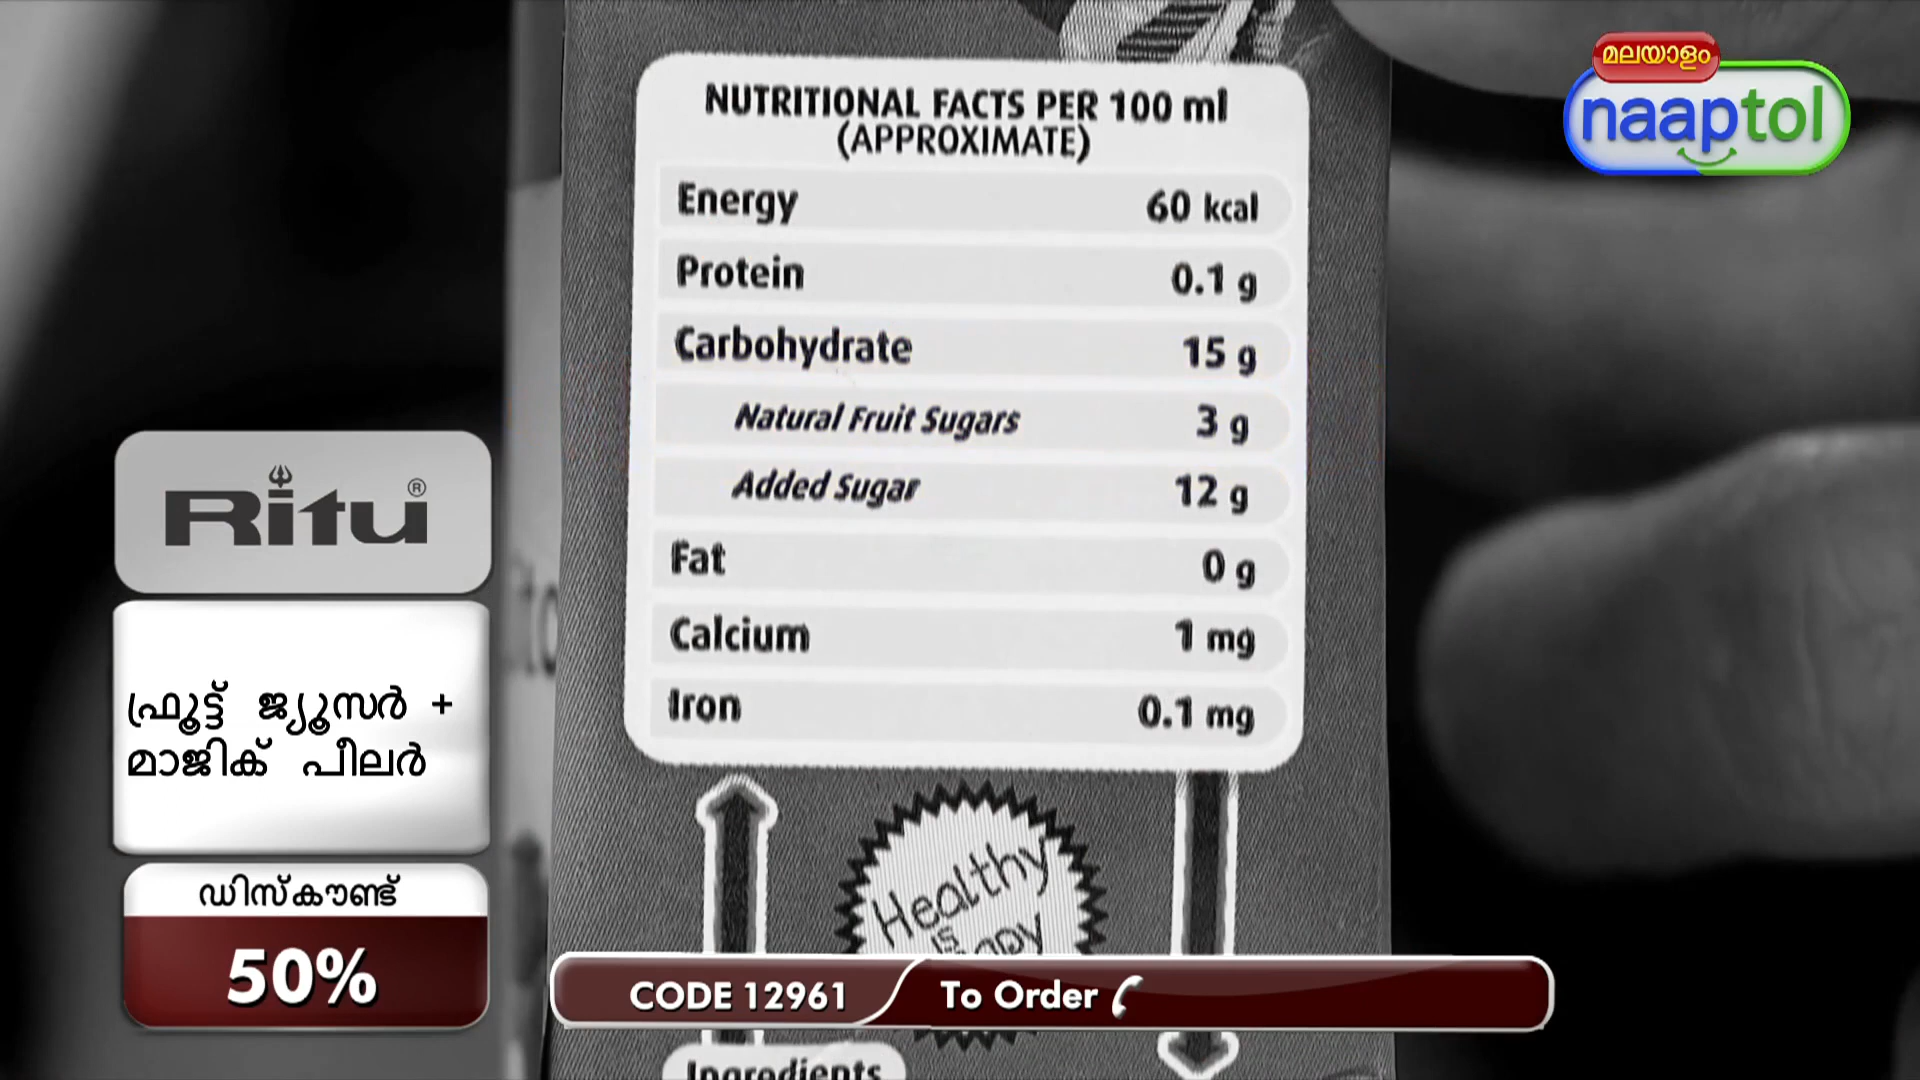 മലയാളം
naaptol
NUTRITIONAL FACTS PER 100 ml
(APPROXIMATE)
Energy 60 kcal
Protein 0.1 g
Carbohydrate 15 g
Natural Fruit Sugars 3 g
Added Sugar 12 g
Fat 0 g
Calcium 1 mg
Iron 0.1 mg
Ritu®
ഫ്രൂട്ട് ജ്യൂസർ +
മാജിക് പീലർ
ഡിസ്കൗണ്ട്
50%
Healthy
is
CODE 12961 To Order
Ingredients